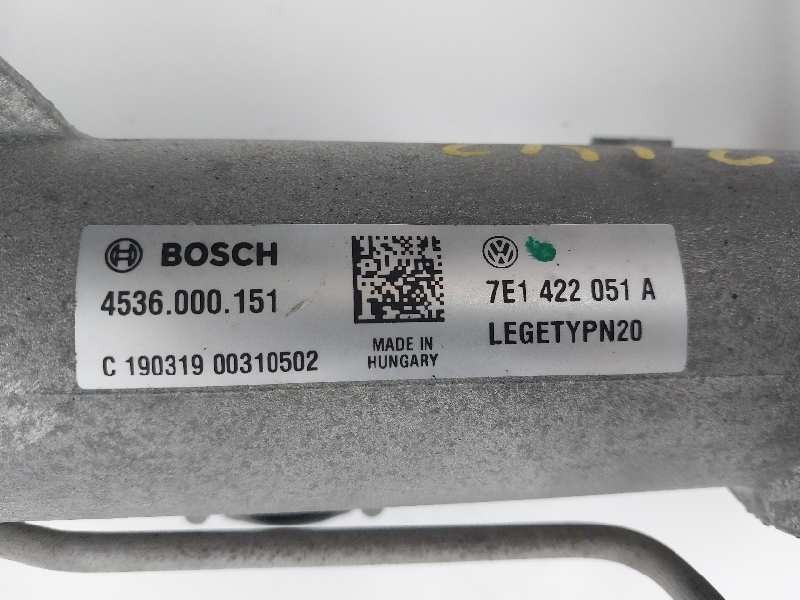 BOSCH
4536.000.151
C 190319 00310502
MADE IN
HUNGARY
7E1 422 051 A
LEGETYPN20